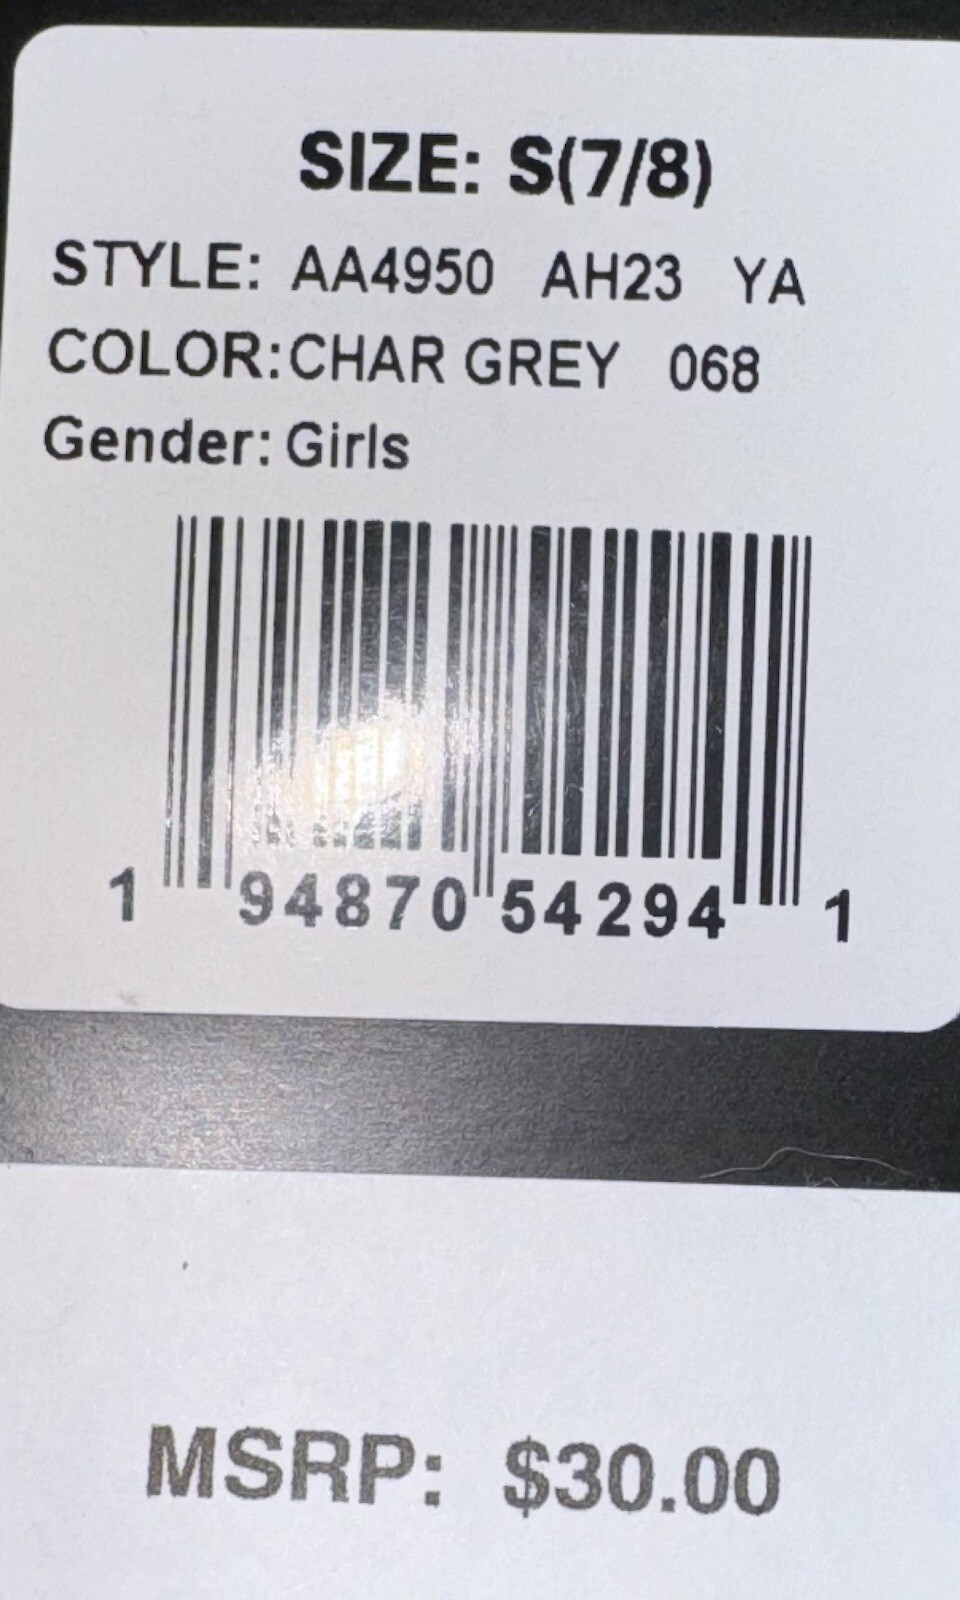 SIZE: S(7/8)
STYLE: AA4950 AH23 YA
COLOR:CHAR GREY 068
Gender: Girls
1 94870 54294 1
MSRP: $30.00